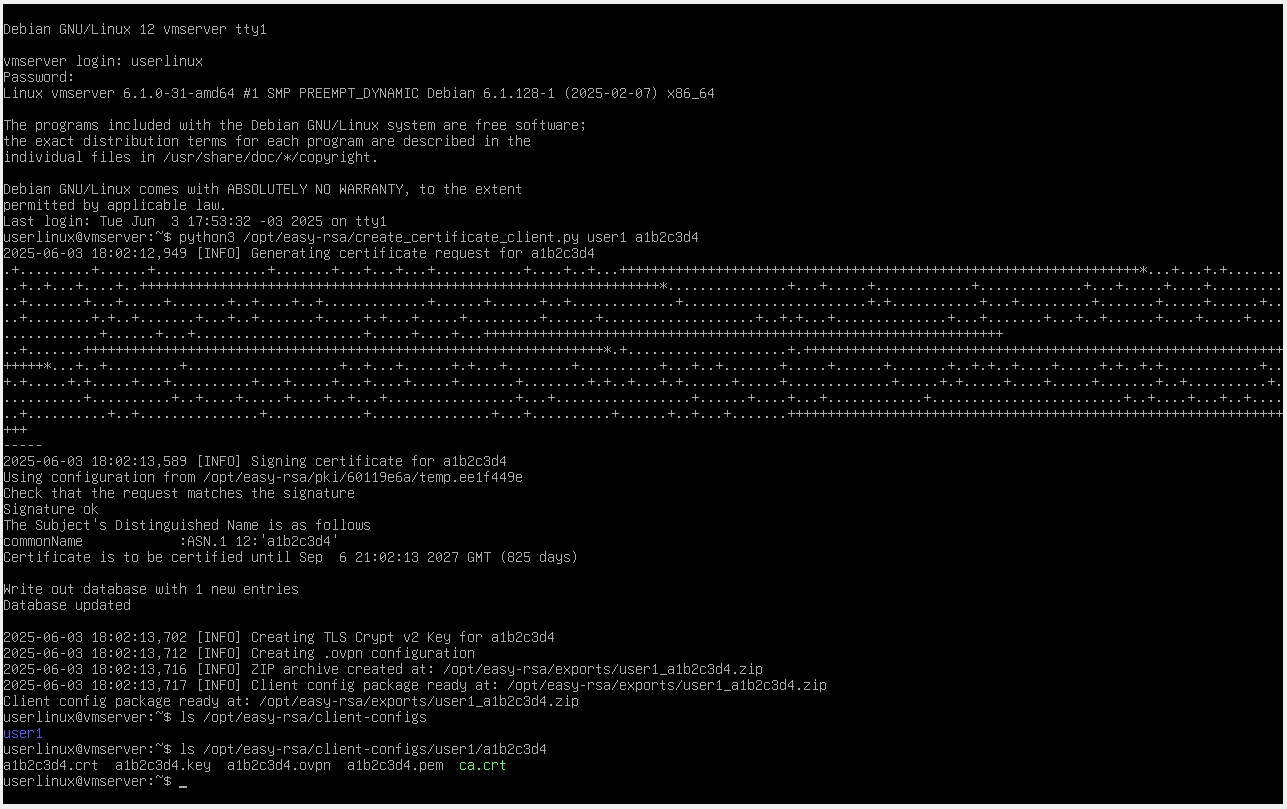 Debian GNU/Linux 12 vmserver tty1
vmserver login: userlinux
Password:
Linux vmserver 6.1.0-31-amd64 #1 SMP PREEMPT_DYNAMIC Debian 6.1.128-1 (2025-02-07) x86_64
The programs included with the Debian GNU/Linux system are free software;
the exact distribution terms for each program are described in the
individual files in /usr/share/doc/*/copyright.
Debian GNU/Linux comes with ABSOLUTELY NO WARRANTY, to the extent
permitted by applicable law.
Last login: Tue Jun  3 17:53:32 -03 2025 on tty1
userlinux@vmserver:~$ python3 /opt/easy-rsa/create_certificate_client.py user1 a1b2c3d4
2025-06-03 18:02:12,949 [INFO] Generating certificate request for a1b2c3d4
-----
2025-06-03 18:02:13,589 [INFO] Signing certificate for a1b2c3d4
Using configuration from /opt/easy-rsa/pki/60119e6a/temp.ee1f449e
Check that the request matches the signature
Signature ok
The Subject's Distinguished Name is as follows
commonName            :ASN.1 12:'a1b2c3d4'
Certificate is to be certified until Sep  6 21:02:13 2027 GMT (825 days)
Write out database with 1 new entries
Database updated
2025-06-03 18:02:13,702 [INFO] Creating TLS Crypt v2 Key for a1b2c3d4
2025-06-03 18:02:13,712 [INFO] Creating .ovpn configuration
2025-06-03 18:02:13,716 [INFO] ZIP archive created at: /opt/easy-rsa/exports/user1_a1b2c3d4.zip
2025-06-03 18:02:13,717 [INFO] Client config package ready at: /opt/easy-rsa/exports/user1_a1b2c3d4.zip
Client config package ready at: /opt/easy-rsa/exports/user1_a1b2c3d4.zip
userlinux@vmserver:~$ ls /opt/easy-rsa/client-configs
user1
userlinux@vmserver:~$ ls /opt/easy-rsa/client-configs/user1/a1b2c3d4
a1b2c3d4.crt  a1b2c3d4.key  a1b2c3d4.ovpn  a1b2c3d4.pem  ca.crt
userlinux@vmserver:~$ _